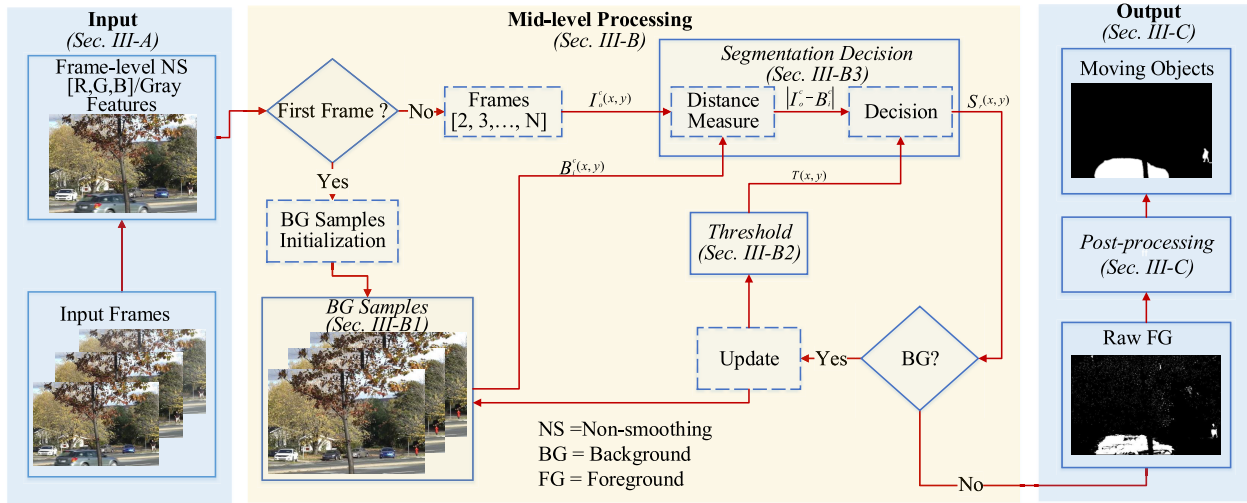 Input
(Sec. III-A)
Frame-level NS
[R,G,B]/Gray
Features
Input Frames
Mid-level Processing
(Sec. III-B)
First Frame ?
No
Yes
Frames
[2, 3,…, N]
I_o^c(x, y)
BG Samples
Initialization
BG Samples
(Sec. III-B1)
B_i^c(x, y)
Segmentation Decision
(Sec. III-B3)
Distance
Measure
|I_o^c - B_i^c|
Decision
S_r(x, y)
T(x, y)
Threshold
(Sec. III-B2)
Update
Yes
BG?
No
NS =Non-smoothing
BG = Background
FG = Foreground
Output
(Sec. III-C)
Moving Objects
Post-processing
(Sec. III-C)
Raw FG